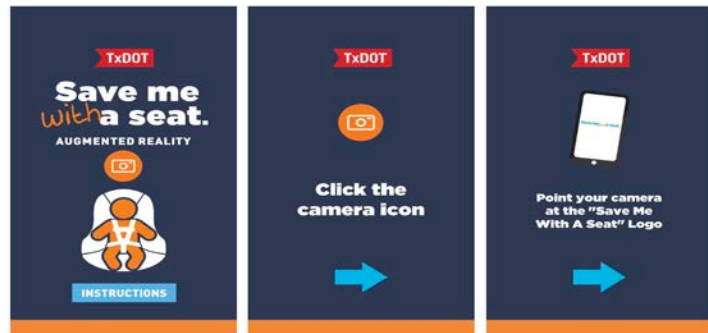 TxDOT
Save me
with a seat.
AUGMENTED REALITY
INSTRUCTIONS
TxDOT
Click the
camera icon
TxDOT
Point your camera
at the "Save Me
With A Seat" Logo